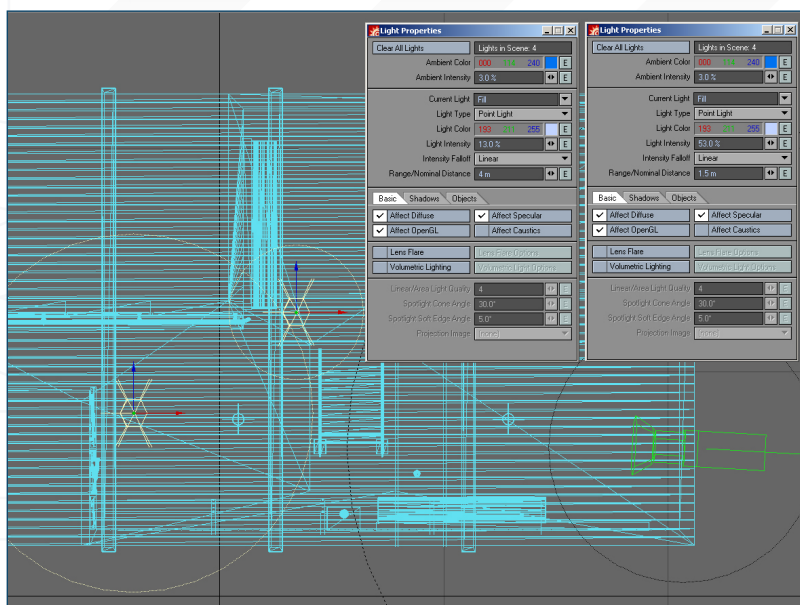 Light Properties
Clear All Lights Lights in Scene: 4
Ambient Color 000 240 E
Ambient Intensity 3.0 % E
Current Light Fill
Light Type Point Light
Light Color 193 255 E
Light Intensity 13.0 % E
Intensity Falloff Linear
Range/Nominal Distance 4 m E
Basic Shadows Objects
Affect Diffuse Affect Specular
Affect OpenGL Affect Caustics
Lens Flare Lens Flare Options
Volumetric Lighting Volumetric Light Options
Linear/Area Light Quality 4 E
Spotlight Cone Angle 30.0° E
Spotlight Soft Edge Angle 5.0° E
Projection Image (none)
Light Properties
Clear All Lights Lights in Scene: 4
Ambient Color 000 240 E
Ambient Intensity 3.0 % E
Current Light Fill
Light Type Point Light
Light Color 193 255 E
Light Intensity 53.0 % E
Intensity Falloff Linear
Range/Nominal Distance 1.5 m E
Basic Shadows Objects
Affect Diffuse Affect Specular
Affect OpenGL Affect Caustics
Lens Flare Lens Flare Options
Volumetric Lighting Volumetric Light Options
Linear/Area Light Quality 4 E
Spotlight Cone Angle 30.0° E
Spotlight Soft Edge Angle 5.0° E
Projection Image (none)